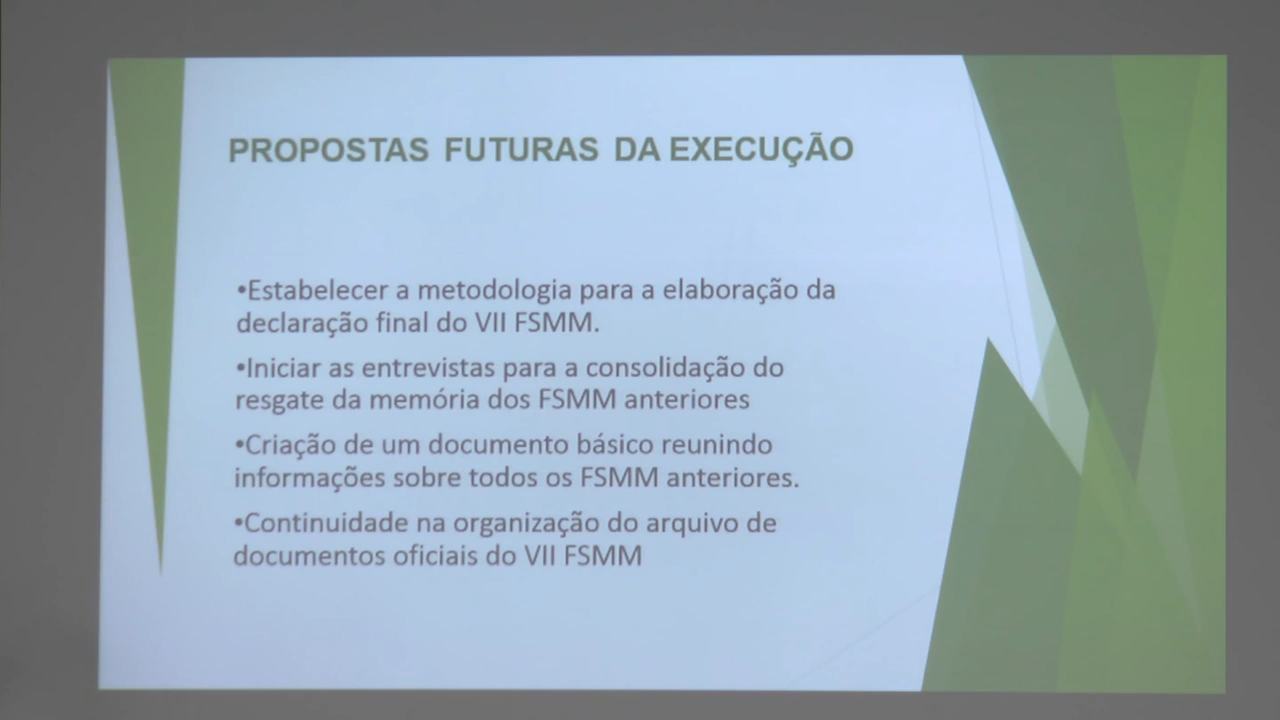 PROPOSTAS FUTURAS DA EXECUÇÃO
•Estabelecer a metodologia para a elaboração da
declaração final do VII FSMM.
•Iniciar as entrevistas para a consolidação do
resgate da memória dos FSMM anteriores
•Criação de um documento básico reunindo
informações sobre todos os FSMM anteriores.
•Continuidade na organização do arquivo de
documentos oficiais do VII FSMM